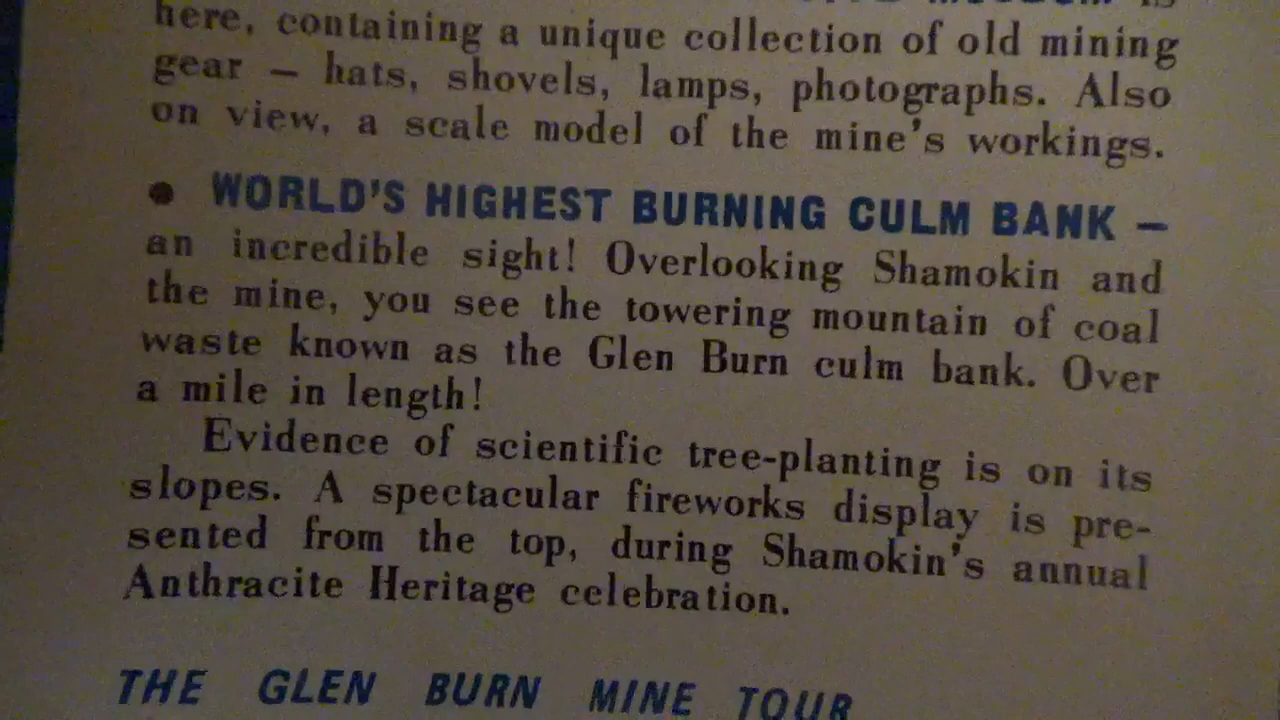 here, containing a unique collection of old mining
gear — hats, shovels, lamps, photographs. Also
on view, a scale model of the mine's workings.
• WORLD'S HIGHEST BURNING CULM BANK —
an incredible sight! Overlooking Shamokin and
the mine, you see the towering mountain of coal
waste known as the Glen Burn culm bank. Over
a mile in length!
Evidence of scientific tree-planting is on its
slopes. A spectacular fireworks display is pre-
sented from the top, during Shamokin's annual
Anthracite Heritage celebration.
THE GLEN BURN MINE TOUR